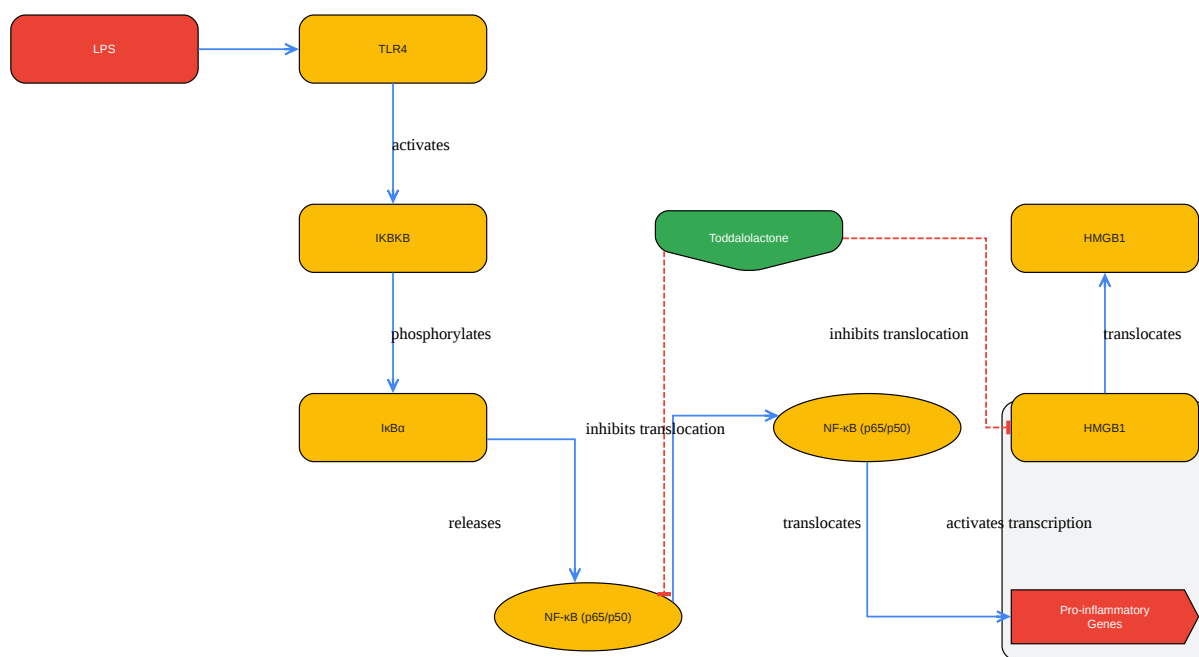 LPS
TLR4
activates
IKBKB
Toddalolactone
HMGB1
phosphorylates
inhibits translocation
translocates
IκBα
inhibits translocation
NF-κB (p65/p50)
HMGB1
releases
translocates
activates transcription
NF-κB (p65/p50)
Pro-inflammatory
Genes